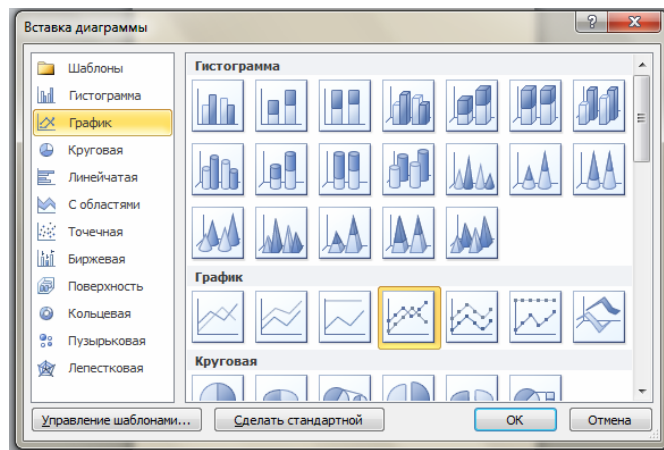 Вставка диаграммы
Шаблоны
Гистограмма
График
Круговая
Линейчатая
С областями
Точечная
Биржевая
Поверхность
Кольцевая
Пузырьковая
Лепестковая
Гистограмма
График
Круговая
Управление шаблонами...
Сделать стандартной
ОК
Отмена